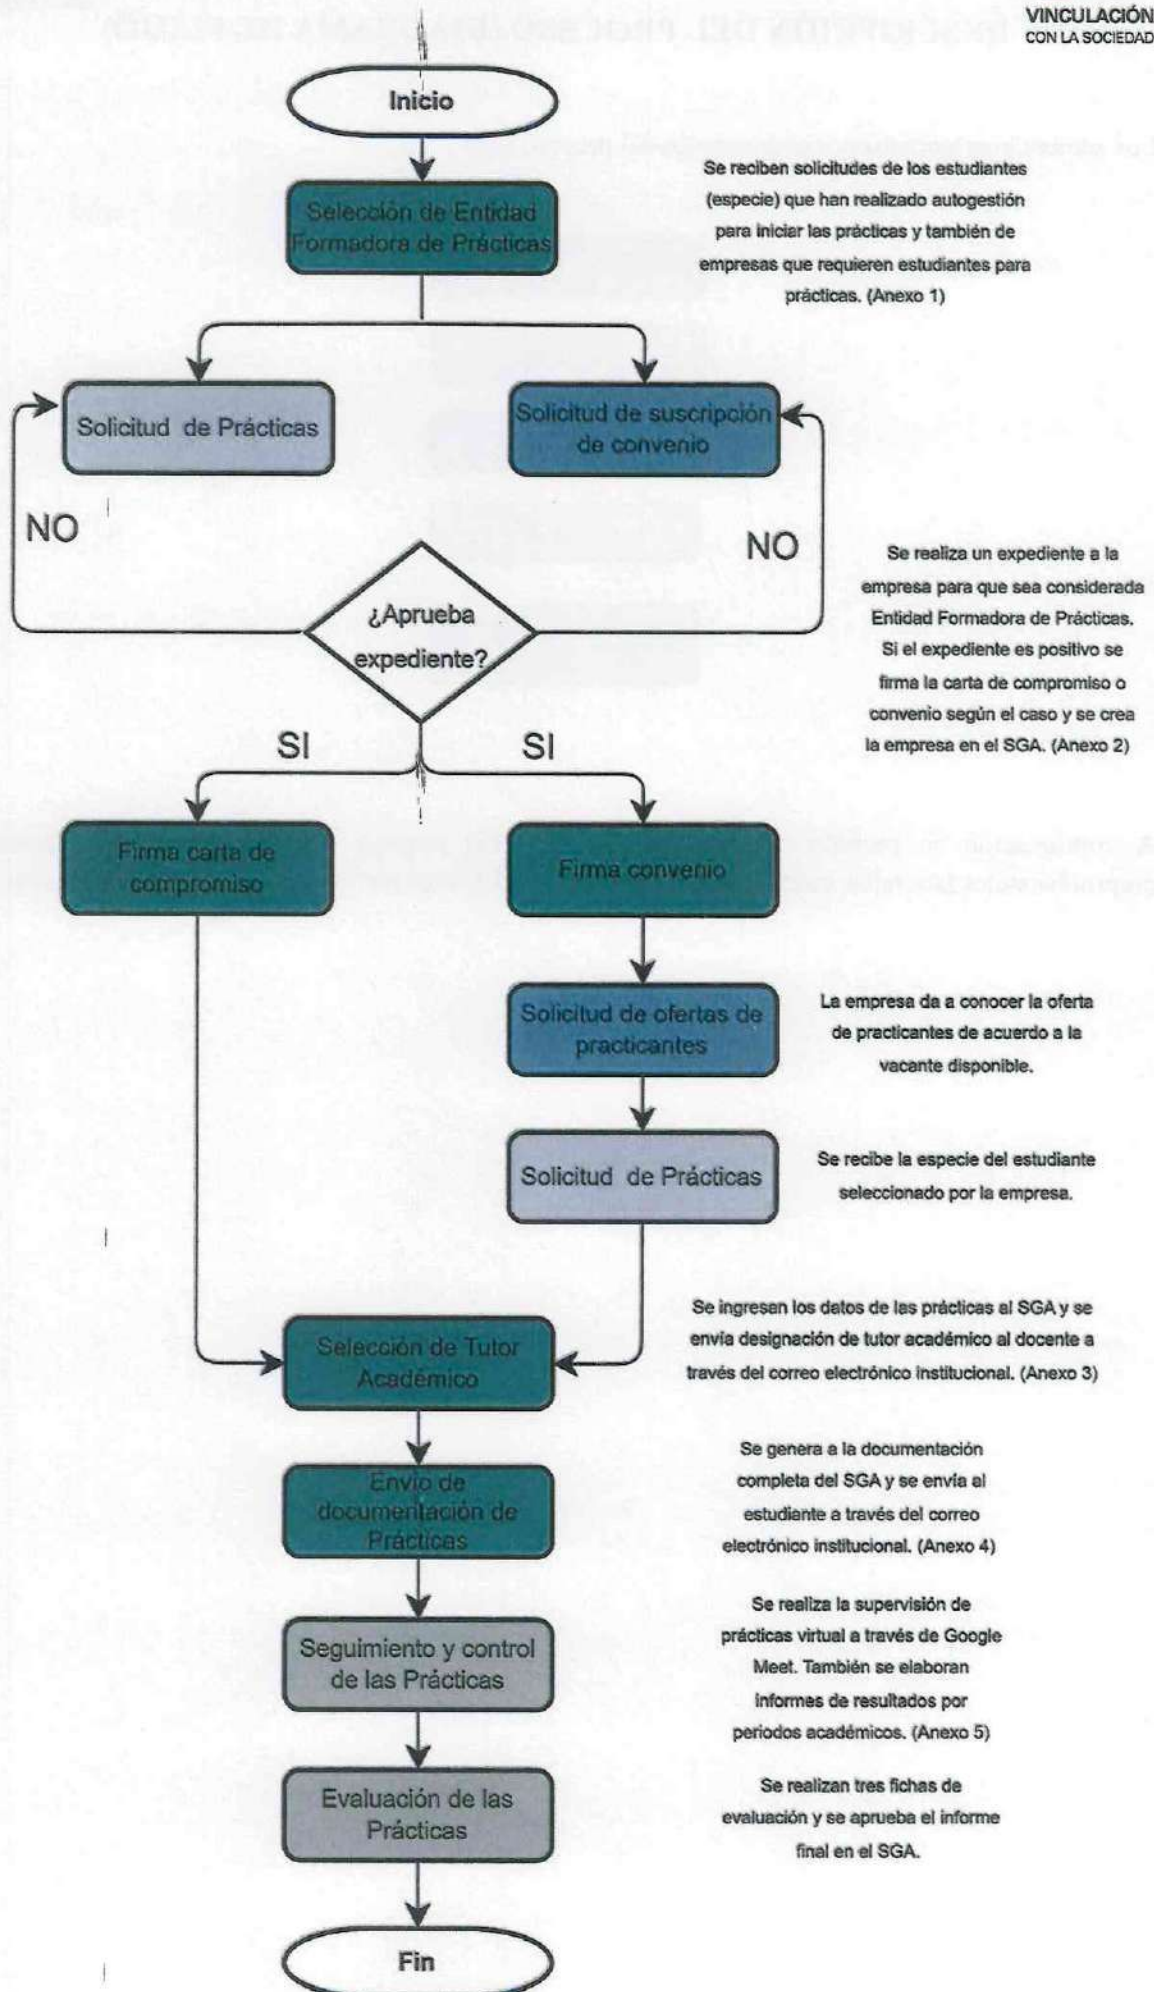 VINCULACIÓN
CON LA SOCIEDAD
Inicio
Selección de Entidad
Formadora de Prácticas
Se reciben solicitudes de los estudiantes
(especie) que han realizado autogestión
para iniciar las prácticas y también de
empresas que requieren estudiantes para
prácticas. (Anexo 1)
Solicitud de Prácticas
Solicitud de suscripción
de convenio
NO
NO
¿Aprueba
expediente?
Se realiza un expediente a la
empresa para que sea considerada
Entidad Formadora de Prácticas.
Si el expediente es positivo se
firma la carta de compromiso o
convenio según el caso y se crea
la empresa en el SGA. (Anexo 2)
SI
SI
Firma carta de
compromiso
Firma convenio
Solicitud de ofertas de
practicantes
La empresa da a conocer la oferta
de practicantes de acuerdo a la
vacante disponible.
Solicitud de Prácticas
Se recibe la especie del estudiante
seleccionado por la empresa.
Selección de Tutor
Académico
Se ingresan los datos de las prácticas al SGA y se
envía designación de tutor académico al docente a
través del correo electrónico institucional. (Anexo 3)
Envío de
documentación de
Prácticas
Se genera a la documentación
completa del SGA y se envía al
estudiante a través del correo
electrónico institucional. (Anexo 4)
Seguimiento y control
de las Prácticas
Se realiza la supervisión de
prácticas virtual a través de Google
Meet. También se elaboran
informes de resultados por
periodos académicos. (Anexo 5)
Evaluación de las
Prácticas
Se realizan tres fichas de
evaluación y se aprueba el informe
final en el SGA.
Fin